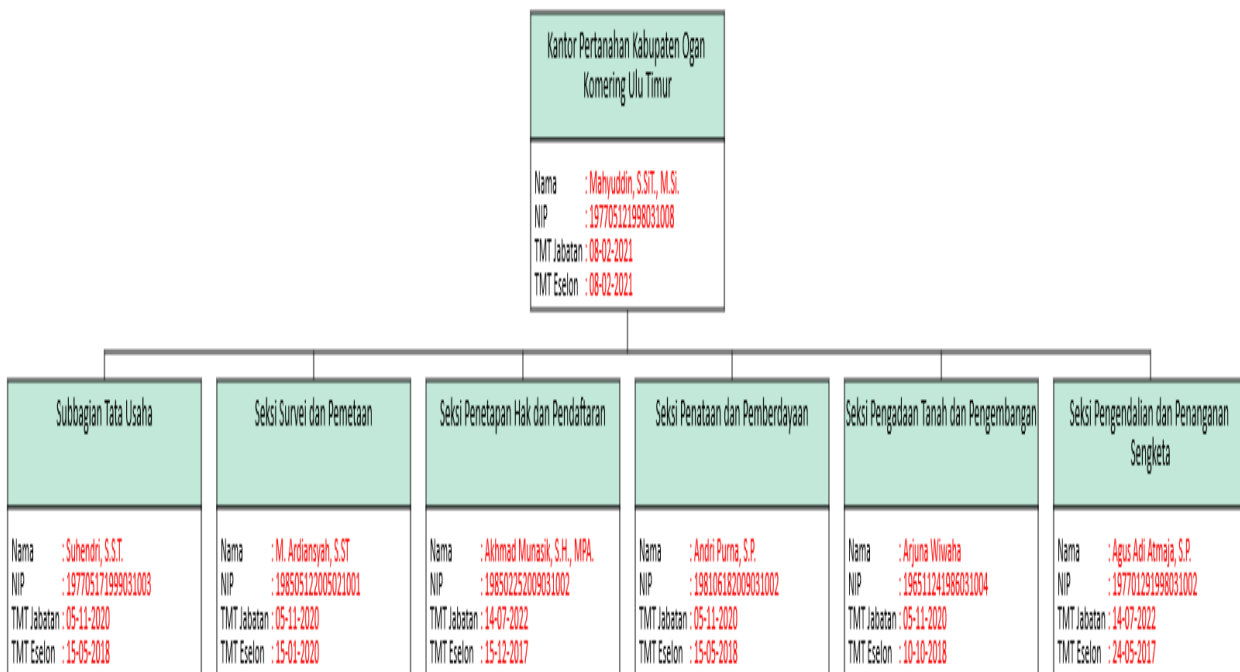 Kantor Pertanahan Kabupaten Ogan
Komering Ulu Timur
Nama : Mahyuddin, S.SiT., M.Si.
NIP : 197705121998031008
TMT Jabatan : 08-02-2021
TMT Eselon : 08-02-2021
Subbagian Tata Usaha
Nama : Suhendri, S.S.T.
NIP : 197705171999031003
TMT Jabatan : 05-11-2020
TMT Eselon : 15-05-2018
Seksi Survei dan Pemetaan
Nama : M. Ardiansyah, S.ST
NIP : 198505122005021001
TMT Jabatan : 05-11-2020
TMT Eselon : 15-01-2020
Seksi Penetapan Hak dan Pendaftaran
Nama : Akhmad Munasik, S.H., MPA.
NIP : 198502252009031002
TMT Jabatan : 14-07-2022
TMT Eselon : 15-12-2017
Seksi Penataan dan Pemberdayaan
Nama : Andri Purna, S.P.
NIP : 198106182009031002
TMT Jabatan : 05-11-2020
TMT Eselon : 15-05-2018
Seksi Pengadaan Tanah dan Pengembangan
Nama : Arjuna Wiwaha
NIP : 196511241986031004
TMT Jabatan : 05-11-2020
TMT Eselon : 10-10-2018
Seksi Pengendalian dan Penanganan
Sengketa
Nama : Agus Adi Atmaja, S.P.
NIP : 197701291998031002
TMT Jabatan : 14-07-2022
TMT Eselon : 24-05-2017